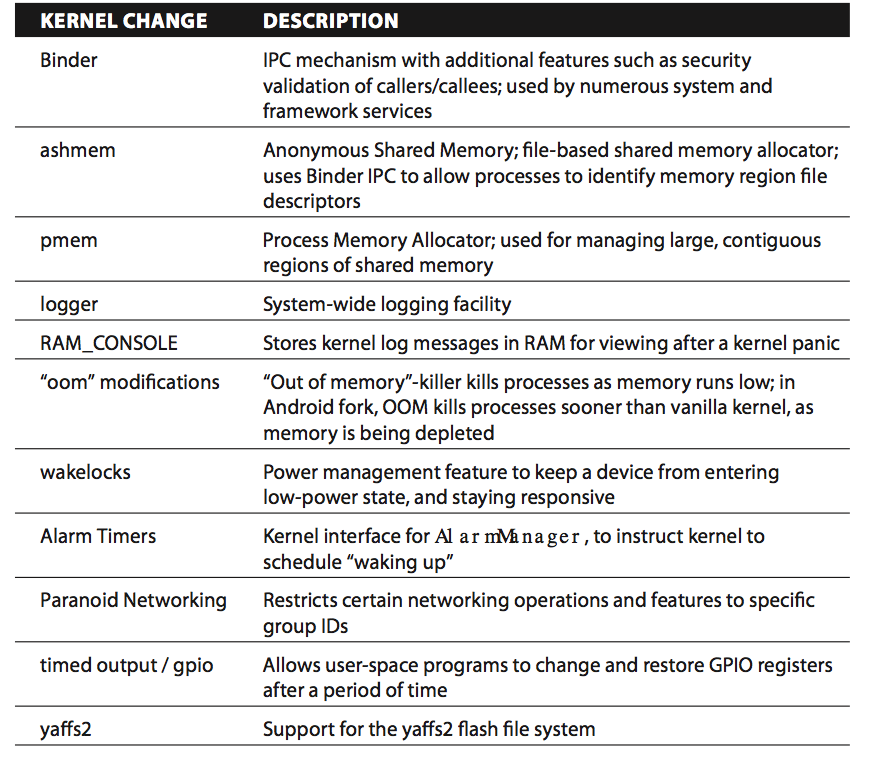 KERNEL CHANGE DESCRIPTION
Binder IPC mechanism with additional features such as security
validation of callers/callees; used by numerous system and
framework services
ashmem Anonymous Shared Memory; file-based shared memory allocator;
uses Binder IPC to allow processes to identify memory region file
descriptors
pmem Process Memory Allocator; used for managing large, contiguous
regions of shared memory
logger System-wide logging facility
RAM_CONSOLE Stores kernel log messages in RAM for viewing after a kernel panic
“oom” modifications “Out of memory”-killer kills processes as memory runs low; in
Android fork, OOM kills processes sooner than vanilla kernel, as
memory is being depleted
wakelocks Power management feature to keep a device from entering
low-power state, and staying responsive
Alarm Timers Kernel interface for AlarmManager, to instruct kernel to
schedule “waking up”
Paranoid Networking Restricts certain networking operations and features to specific
group IDs
timed output / gpio Allows user-space programs to change and restore GPIO registers
after a period of time
yaffs2 Support for the yaffs2 flash file system